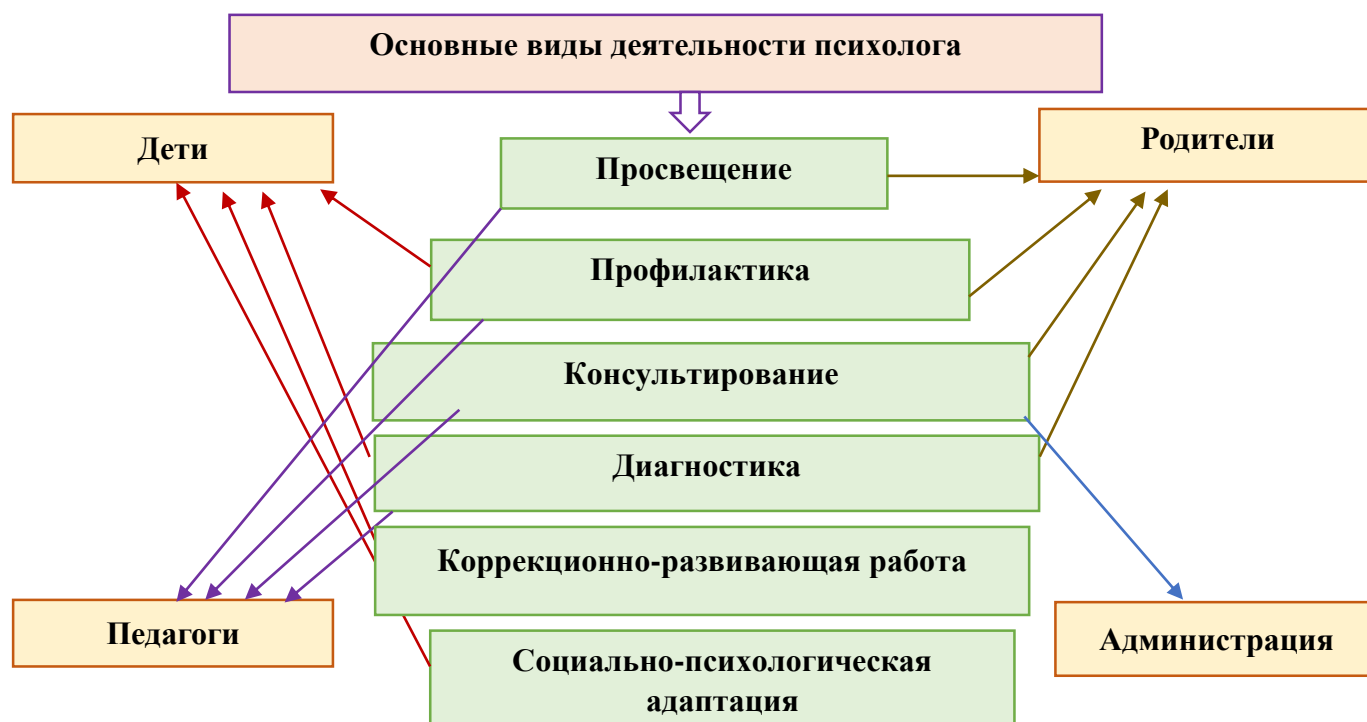 Основные виды деятельности психолога
Дети
Просвещение
Родители
Профилактика
Консультирование
Диагностика
Коррекционно-развивающая работа
Педагоги
Администрация
Социально-психологическая
адаптация